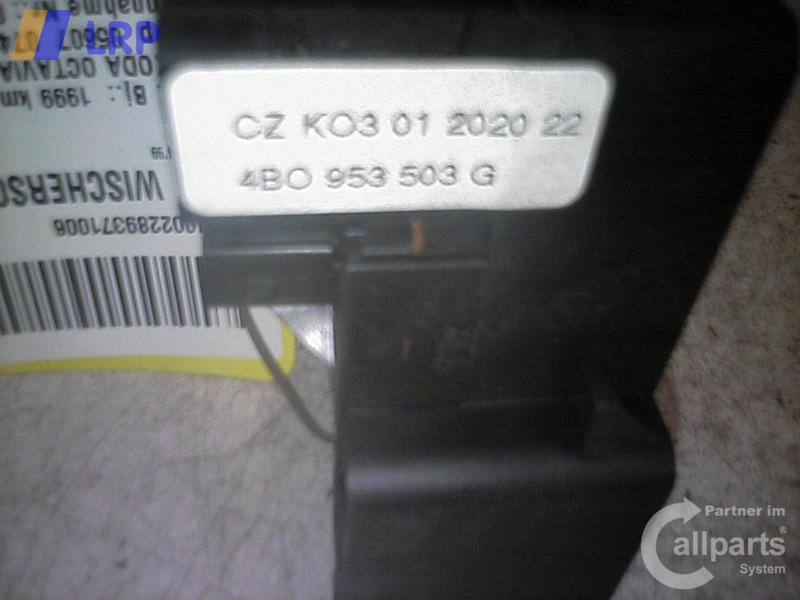 LRP
CZ KO3 01 2020 22
4BO 953 503 G
ODA OCTAVIA
Bj.: 1999 km
WISCHERSC
002289371006
Partner im
Callparts®
System